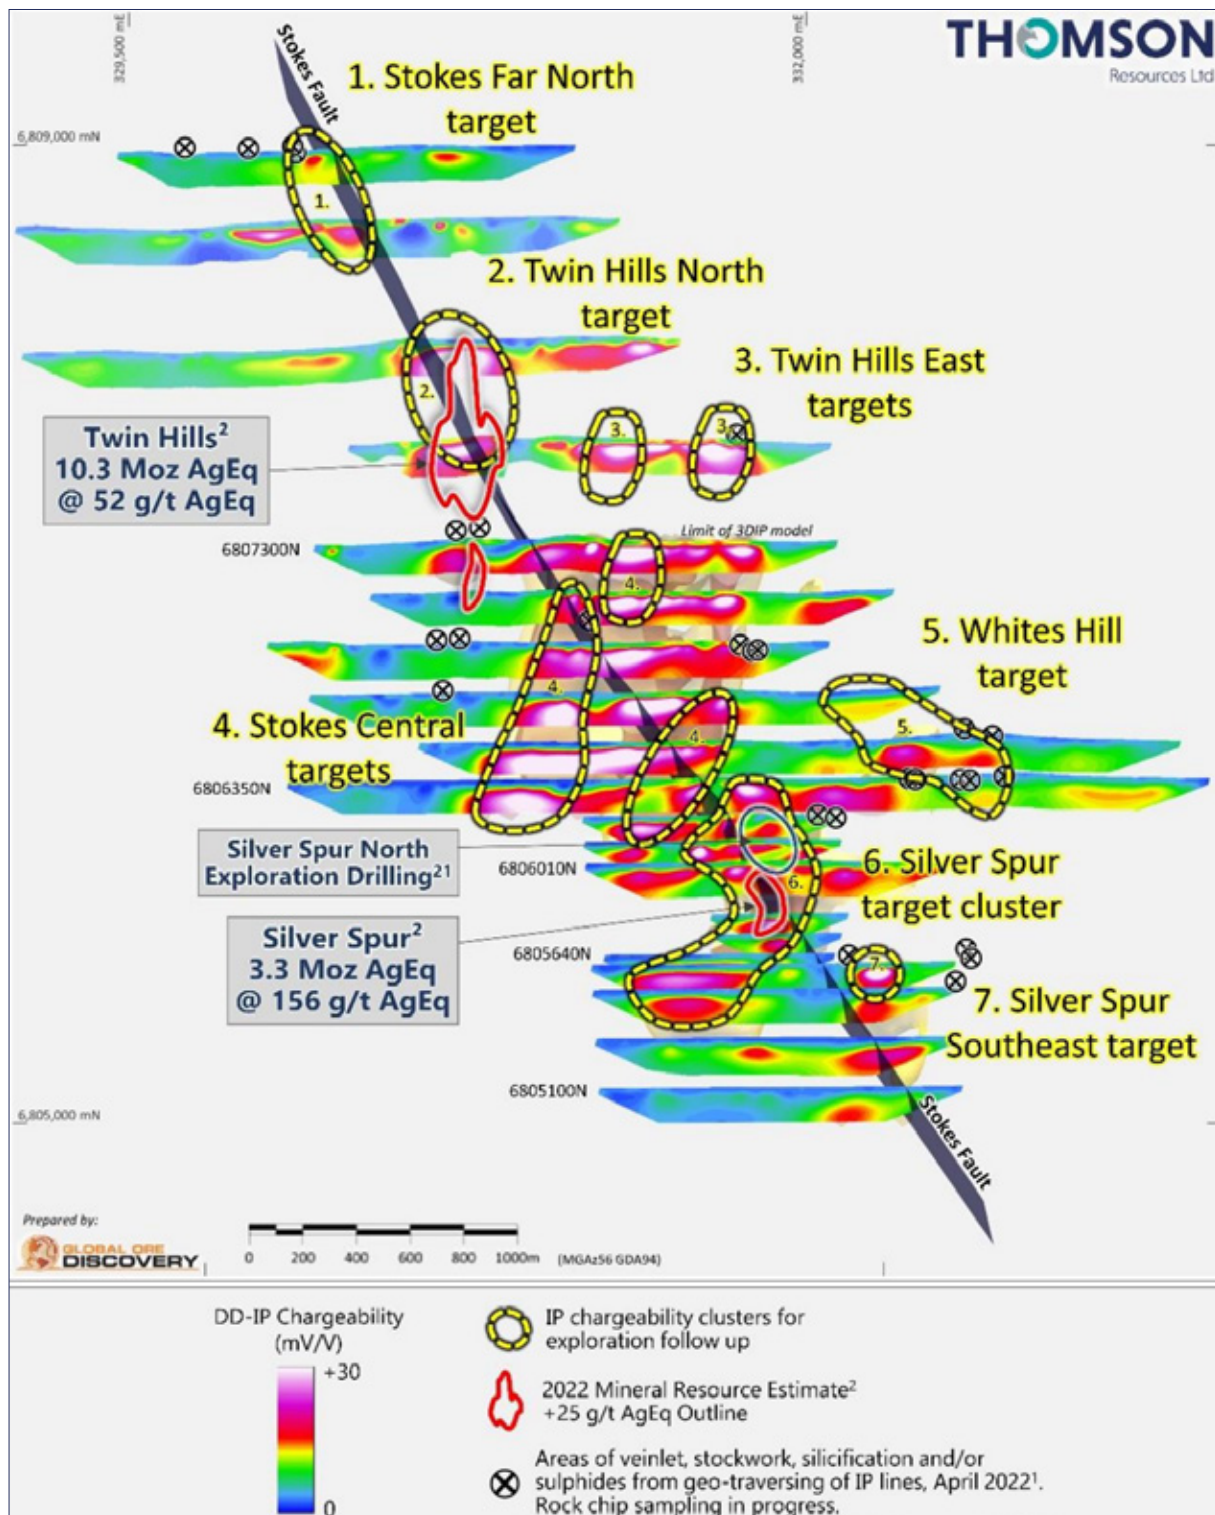 329,500 mE
332,000 mE
THOMSON
Resources Ltd
Stokes Fault
1. Stokes Far North
target
6,809,000 mN
1.
2. Twin Hills North
target
3. Twin Hills East
targets
2.
3.
3.
Twin Hills²
10.3 Moz AgEq
@ 52 g/t AgEq
Limit of 3DIP model
6807300N
4.
5. Whites Hill
target
4.
4. Stokes Central
targets
4.
5.
6806350N
Silver Spur North
Exploration Drilling²¹
6806010N
6.
6. Silver Spur
target cluster
Silver Spur²
3.3 Moz AgEq
@ 156 g/t AgEq
6805640N
7.
7. Silver Spur
Southeast target
6805100N
6,805,000 mN
Stokes Fault
Prepared by:
GLOBAL ORE
DISCOVERY
0 200 400 600 800 1000m (MGAz56 GDA94)
DD-IP Chargeability
(mV/V)
+30
0
IP chargeability clusters for
exploration follow up
2022 Mineral Resource Estimate²
+25 g/t AgEq Outline
Areas of veinlet, stockwork, silicification and/or
sulphides from geo-traversing of IP lines, April 2022¹.
Rock chip sampling in progress.